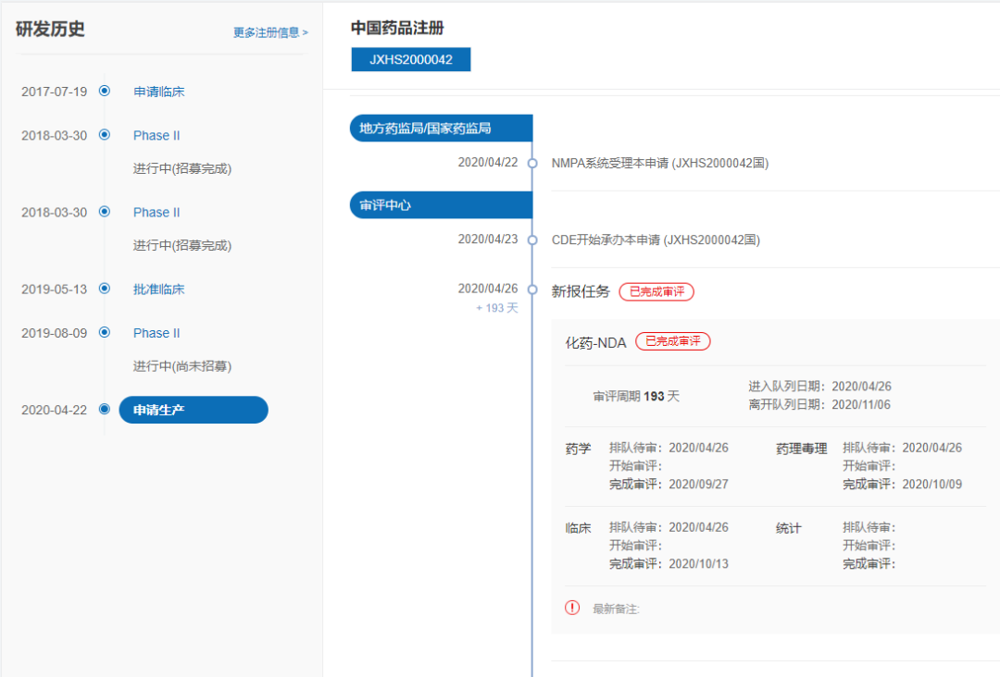 研发历史
更多注册信息 >
2017-07-19 申请临床
2018-03-30 Phase II
进行中(招募完成)
2018-03-30 Phase II
进行中(招募完成)
2019-05-13 批准临床
2019-08-09 Phase II
进行中(尚未招募)
2020-04-22 申请生产
中国药品注册
JXHS2000042
地方药监局/国家药监局
2020/04/22 NMPA系统受理本申请 (JXHS2000042国)
审评中心
2020/04/23 CDE开始承办本申请 (JXHS2000042国)
2020/04/26 新报任务 已完成审评
+ 193 天
化药-NDA 已完成审评
审评周期 193 天
进入队列日期：2020/04/26
离开队列日期：2020/11/06
药学 排队待审：2020/04/26
开始审评：
完成审评：2020/09/27
药理毒理 排队待审：2020/04/26
开始审评：
完成审评：2020/10/09
临床 排队待审：2020/04/26
开始审评：
完成审评：2020/10/13
统计 排队待审：
开始审评：
完成审评：
最新备注: